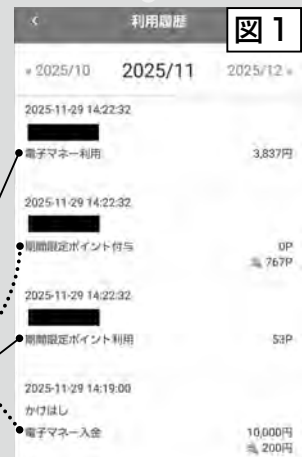 利用履歴
図1
« 2025/10 2025/11 2025/12 »
2025-11-29 14:22:32
電子マネー利用 3,837円
2025-11-29 14:22:32
期間限定ポイント付与 0P
767P
2025-11-29 14:22:32
期間限定ポイント利用 53P
2025-11-29 14:19:00
かけはし
電子マネー入金 10,000円
200円